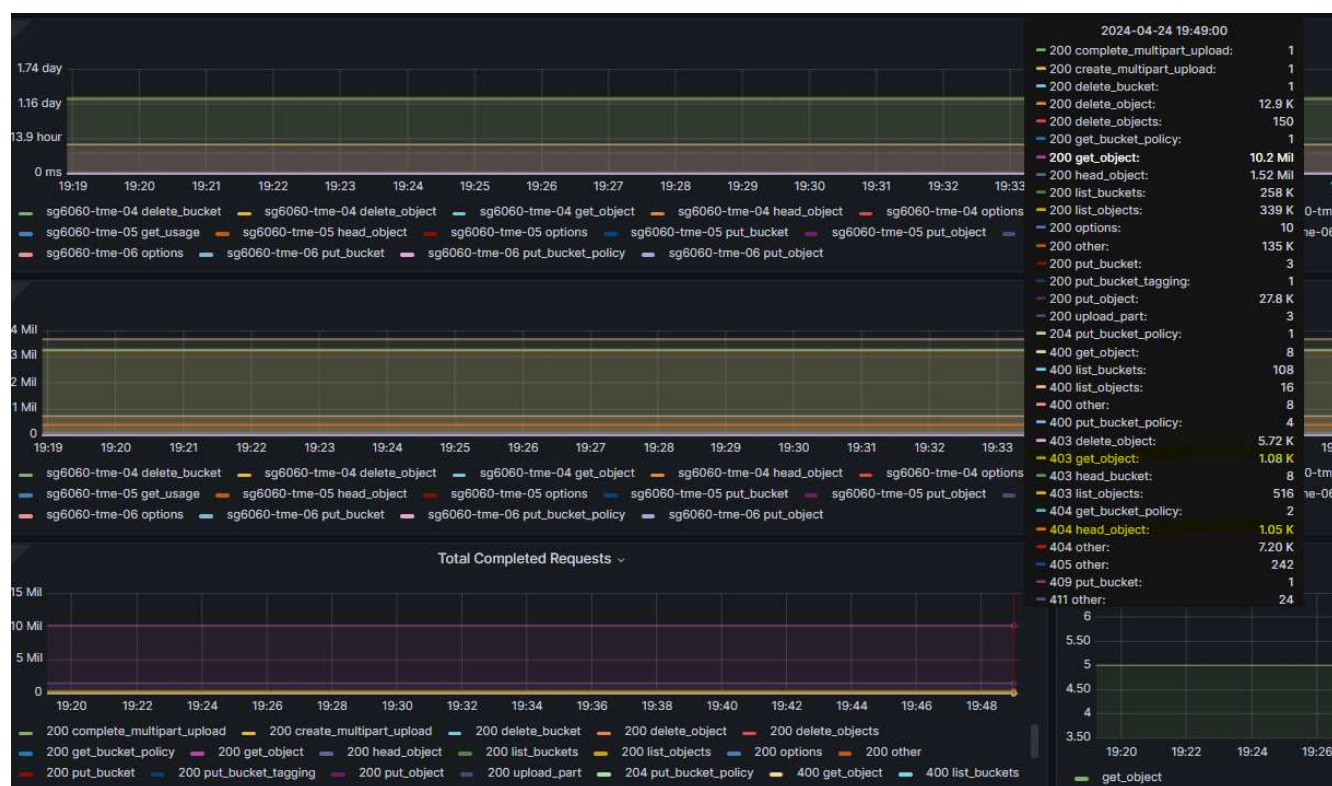 1.74 day
1.16 day
13.9 hour
0 ms
19:19 19:20 19:21 19:22 19:23 19:24 19:25 19:26 19:27 19:28 19:29 19:30 19:31 19:32 19:33
sg6060-tme-04 delete_bucket sg6060-tme-04 delete_object sg6060-tme-04 get_object sg6060-tme-04 head_object sg6060-tme-04 options
sg6060-tme-05 get_usage sg6060-tme-05 head_object sg6060-tme-05 options sg6060-tme-05 put_bucket sg6060-tme-05 put_object
sg6060-tme-06 options sg6060-tme-06 put_bucket sg6060-tme-06 put_bucket_policy sg6060-tme-06 put_object
4 Mil
3 Mil
2 Mil
1 Mil
0
19:19 19:20 19:21 19:22 19:23 19:24 19:25 19:26 19:27 19:28 19:29 19:30 19:31 19:32 19:33
sg6060-tme-04 delete_bucket sg6060-tme-04 delete_object sg6060-tme-04 get_object sg6060-tme-04 head_object sg6060-tme-04 options
sg6060-tme-05 get_usage sg6060-tme-05 head_object sg6060-tme-05 options sg6060-tme-05 put_bucket sg6060-tme-05 put_object
sg6060-tme-06 options sg6060-tme-06 put_bucket sg6060-tme-06 put_bucket_policy sg6060-tme-06 put_object
Total Completed Requests
15 Mil
10 Mil
5 Mil
0
19:20 19:22 19:24 19:26 19:28 19:30 19:32 19:34 19:36 19:38 19:40 19:42 19:44 19:46 19:48
200 complete_multipart_upload 200 create_multipart_upload 200 delete_bucket 200 delete_object 200 delete_objects
200 get_bucket_policy 200 get_object 200 head_object 200 list_buckets 200 list_objects 200 options 200 other
200 put_bucket 200 put_bucket_tagging 200 put_object 200 upload_part 204 put_bucket_policy 400 get_object 400 list_buckets
2024-04-24 19:49:00
200 complete_multipart_upload: 1
200 create_multipart_upload: 1
200 delete_bucket: 1
200 delete_object: 12.9 K
200 delete_objects: 150
200 get_bucket_policy: 1
200 get_object: 10.2 Mil
200 head_object: 1.52 Mil
200 list_buckets: 258 K
200 list_objects: 339 K
200 options: 10
200 other: 135 K
200 put_bucket: 3
200 put_bucket_tagging: 1
200 put_object: 27.8 K
200 upload_part: 3
204 put_bucket_policy: 1
400 get_object: 8
400 list_buckets: 108
400 list_objects: 16
400 other: 8
400 put_bucket_policy: 4
403 delete_object: 5.72 K
403 get_object: 1.08 K
403 head_bucket: 8
403 list_objects: 516
404 get_bucket_policy: 2
404 head_object: 1.05 K
404 other: 7.20 K
405 other: 242
409 put_bucket: 1
411 other: 24
6
5.50
5
4.50
4
3.50
19:20 19:22 19:24 19:26
get_object